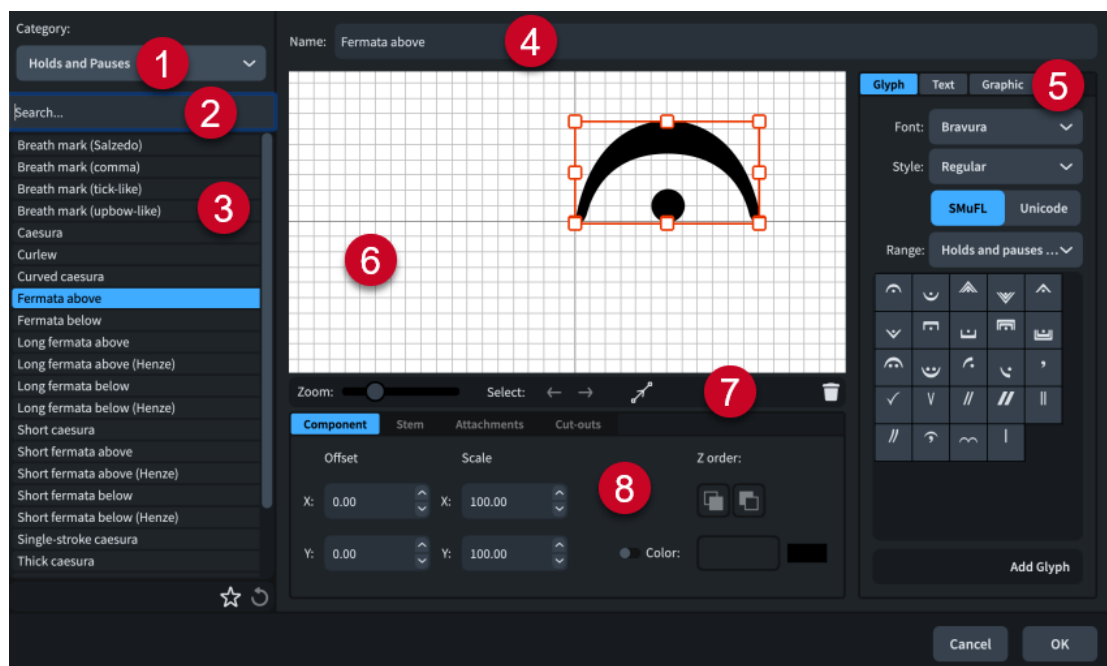 Category:
Holds and Pauses
1
Search...
2
Breath mark (Salzedo)
Breath mark (comma)
Breath mark (tick-like)
Breath mark (upbow-like)
3
Caesura
Curlew
Curved caesura
Fermata above
Fermata below
Long fermata above
Long fermata above (Henze)
Long fermata below
Long fermata below (Henze)
Short caesura
Short fermata above
Short fermata above (Henze)
Short fermata below
Short fermata below (Henze)
Single-stroke caesura
Thick caesura
Name: Fermata above
4
6
Zoom: Select:
7
Component Stem Attachments Cut-outs
Offset Scale Z order:
X: 0.00 X: 100.00
8
Y: 0.00 Y: 100.00 Color:
Glyph Text Graphic
5
Font: Bravura
Style: Regular
SMuFL Unicode
Range: Holds and pauses ...
Add Glyph
Cancel OK